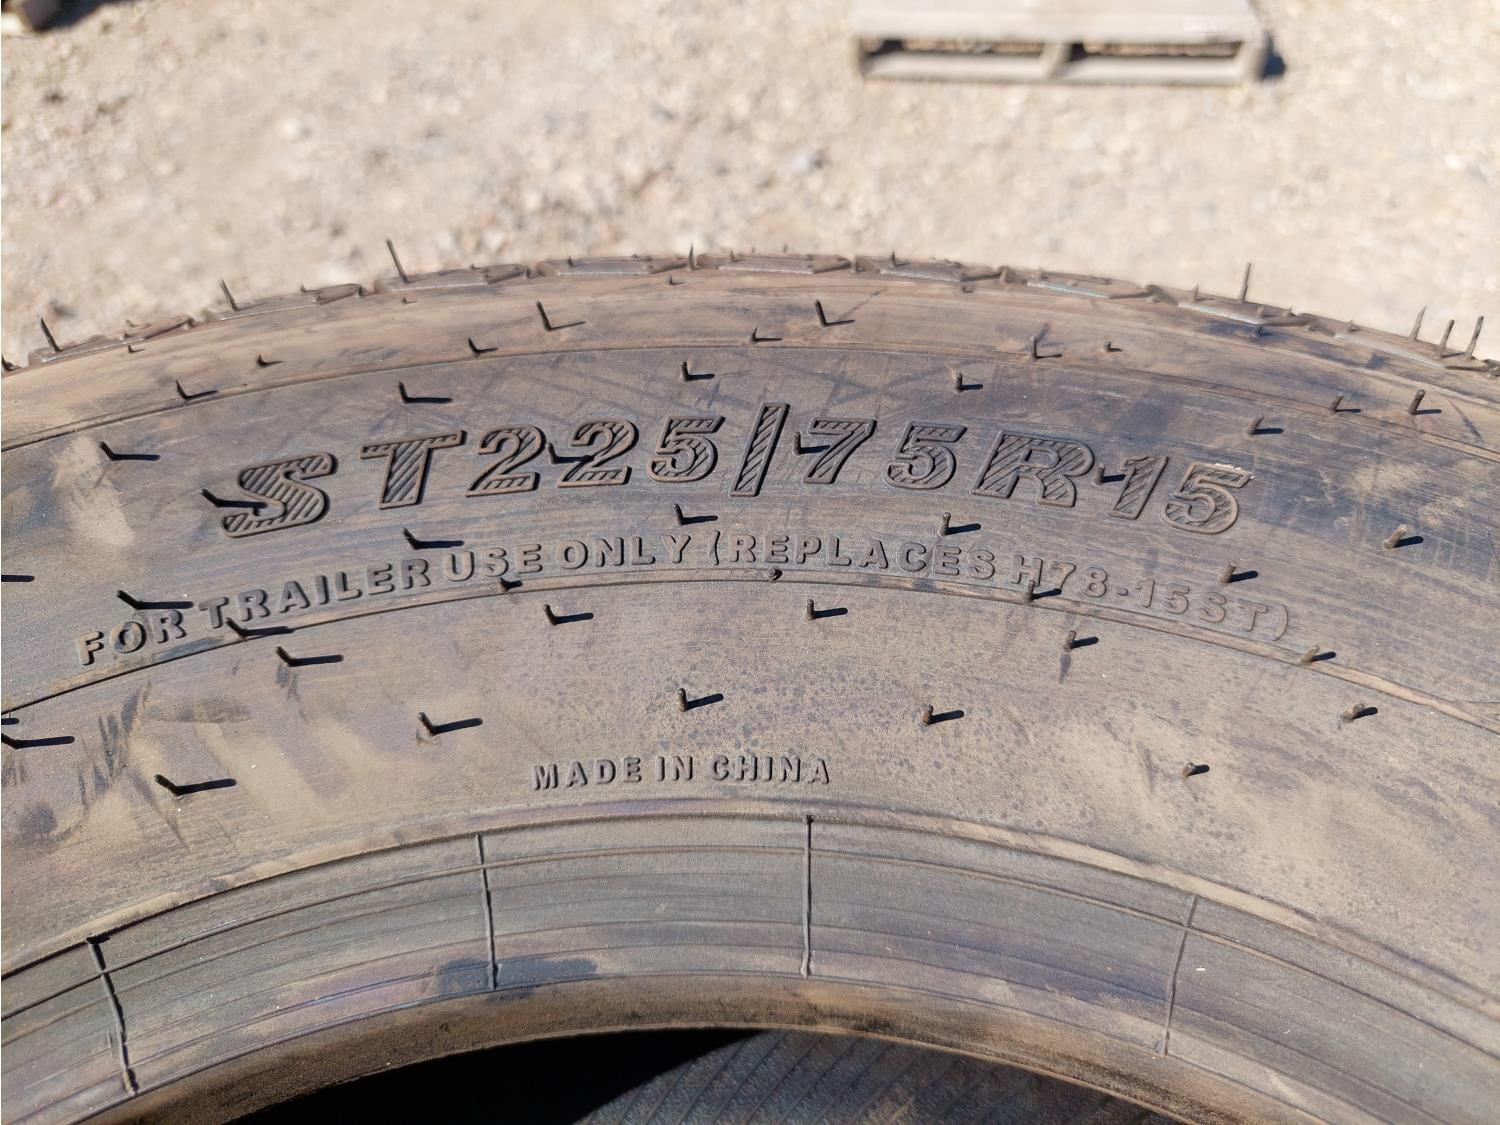 ST225/75R15
FOR TRAILER USE ONLY (REPLACES H78-15ST)
MADE IN CHINA